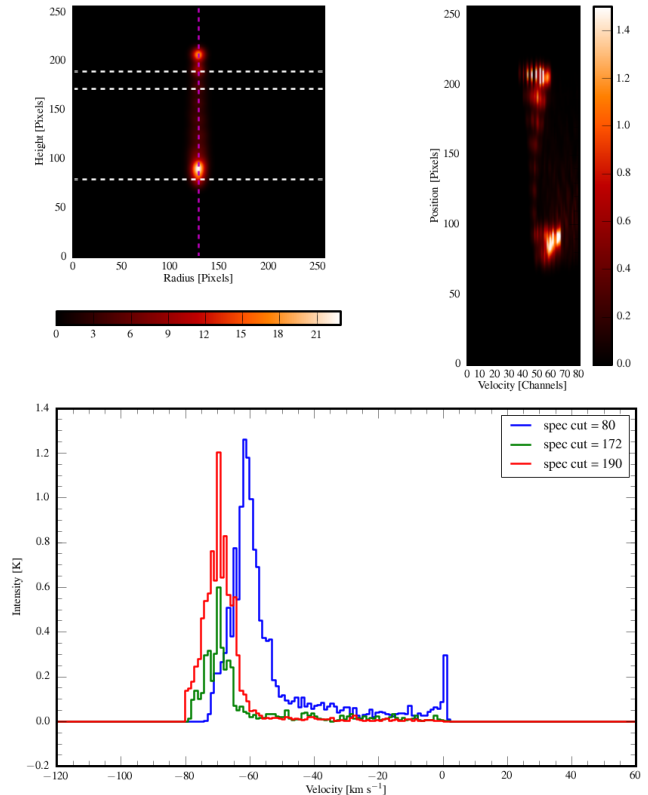 250
200
150
100
50
0
Height [Pixels]
0 50 100 150 200 250
Radius [Pixels]
0 3 6 9 12 15 18 21
250
200
150
100
50
0
Position [Pixels]
0 10 20 30 40 50 60 70 80
Velocity [Channels]
1.4
1.2
1.0
0.8
0.6
0.4
0.2
0.0
1.4
1.2
1.0
0.8
0.6
0.4
0.2
0.0
−0.2
Intensity [K]
spec cut = 80
spec cut = 172
spec cut = 190
−120 −100 −80 −60 −40 −20 0 20 40 60
Velocity [km s⁻¹]